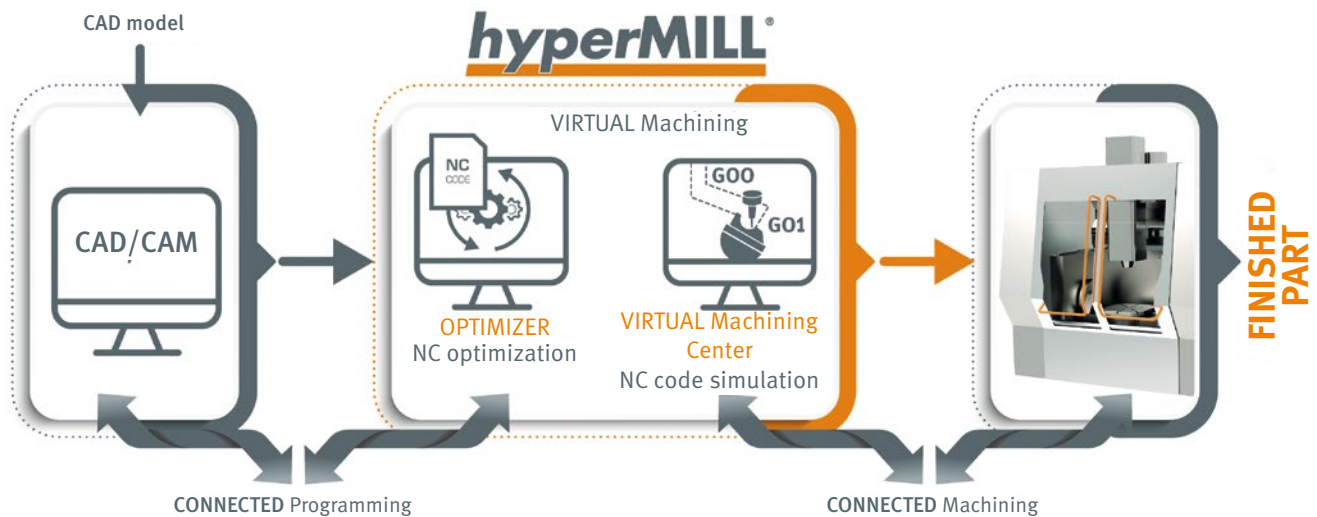 CAD model
hyperMILL®
CAD/CAM
VIRTUAL Machining
NC
CODE
G00
G01
OPTIMIZER
NC optimization
VIRTUAL Machining
Center
NC code simulation
FINISHED
PART
CONNECTED Programming
CONNECTED Machining